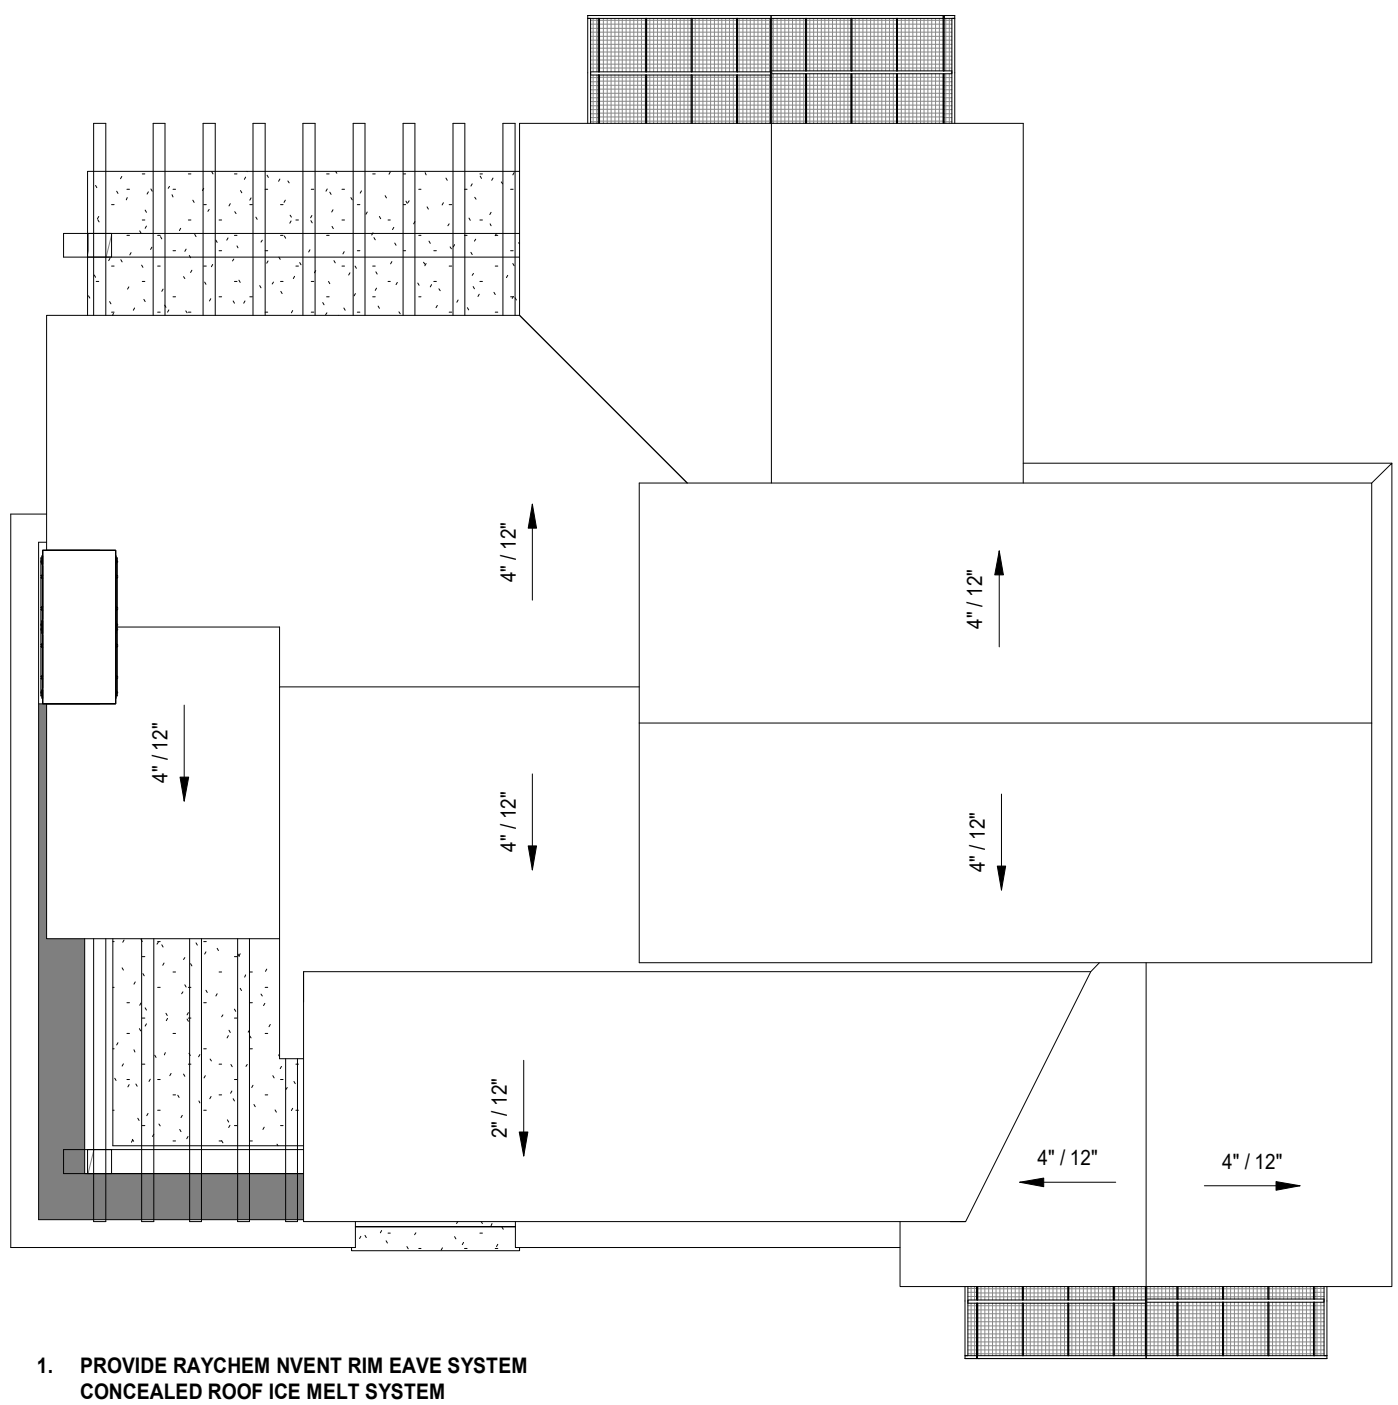 4" / 12"
4" / 12"
4" / 12"
4" / 12"
4" / 12"
2" / 12"
4" / 12"
4" / 12"
1. PROVIDE RAYCHEM NVENT RIM EAVE SYSTEM
CONCEALED ROOF ICE MELT SYSTEM